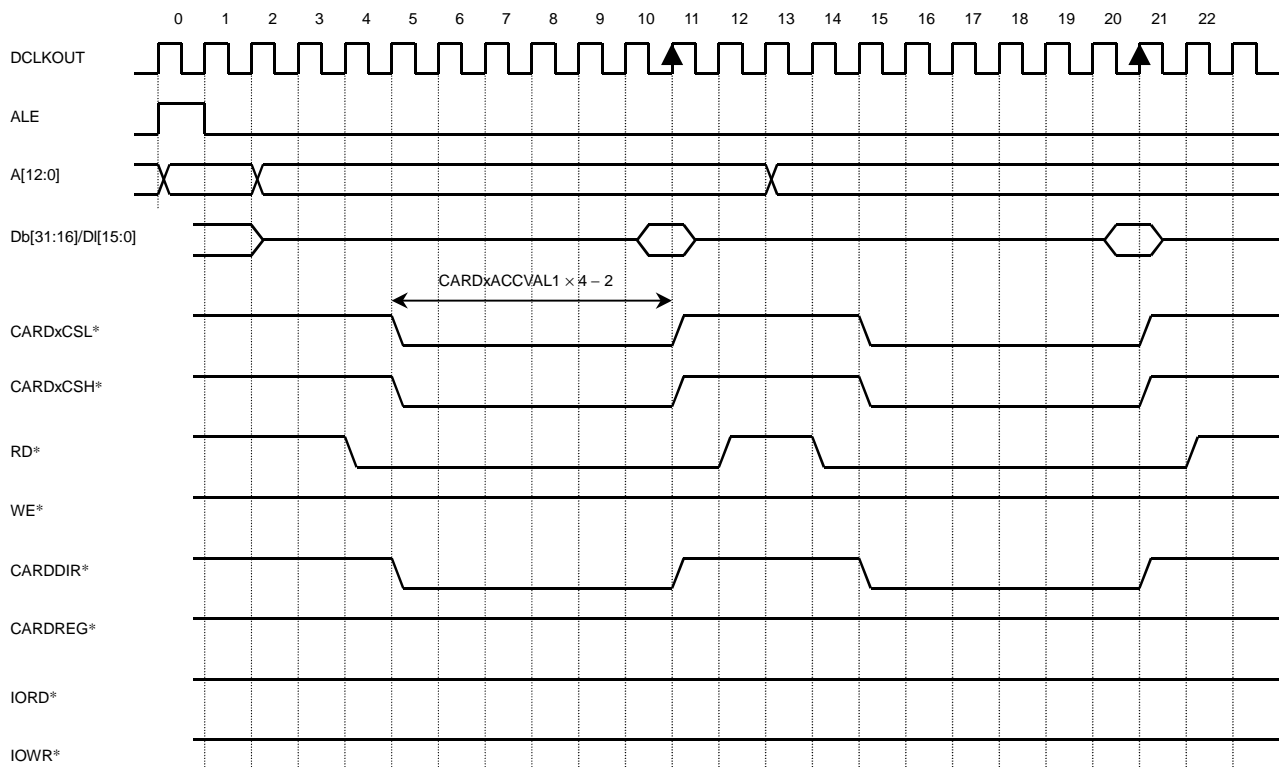 0 1 2 3 4 5 6 7 8 9 10 11 12 13 14 15 16 17 18 19 20 21 22
DCLKOUT
ALE
A[12:0]
Db[31:16]/Dl[15:0]
CARDxACCVAL1 × 4 – 2
CARDxCSL*
CARDxCSH*
RD*
WE*
CARDDIR*
CARDREG*
IORD*
IOWR*